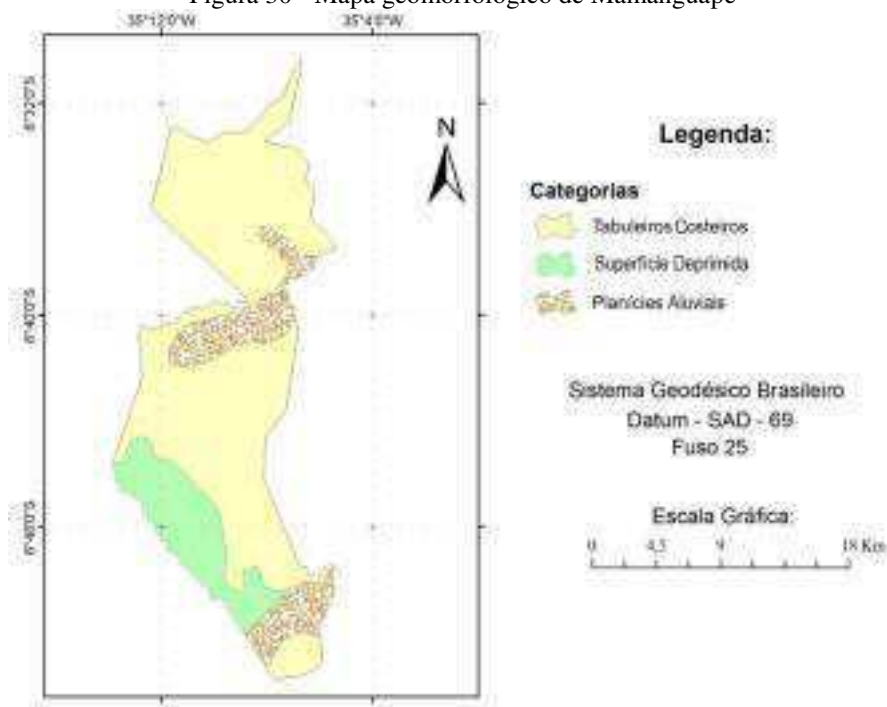 Figura 30 - Mapa geomorfológico de Mamanguape
35°12'0"W 35°4'0"W
6°32'0"S
N
6°40'0"S
6°48'0"S
Legenda:
Categorias
Tabuleiros Costeiros
Superfície Deprimida
Planícies Aluviais
Sistema Geodésico Brasileiro
Datum - SAD - 69
Fuso 25
Escala Gráfica:
0 4,5 9 18 Km